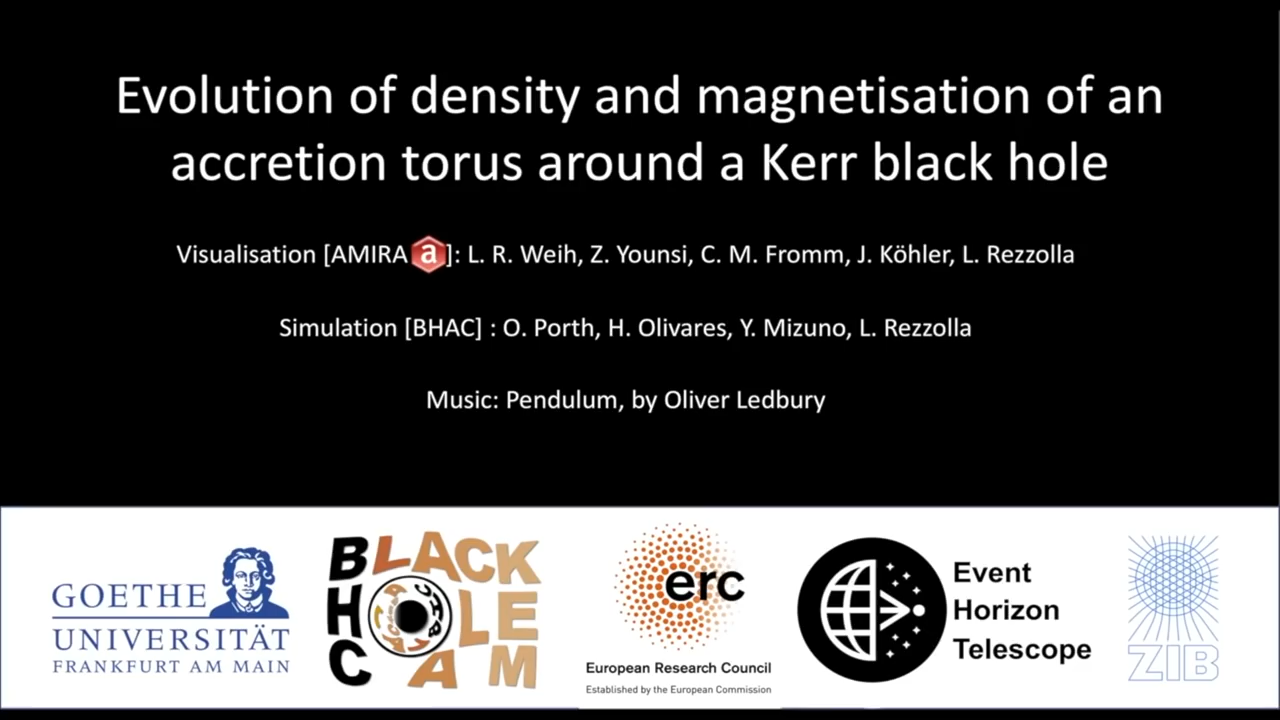 Evolution of density and magnetisation of an
accretion torus around a Kerr black hole
Visualisation [AMIRA a]: L. R. Weih, Z. Younsi, C. M. Fromm, J. Köhler, L. Rezzolla
Simulation [BHAC] : O. Porth, H. Olivares, Y. Mizuno, L. Rezzolla
Music: Pendulum, by Oliver Ledbury
GOETHE
UNIVERSITÄT
FRANKFURT AM MAIN
BLACK
HOLE
CAM
erc
European Research Council
Established by the European Commission
Event
Horizon
Telescope
ZIB